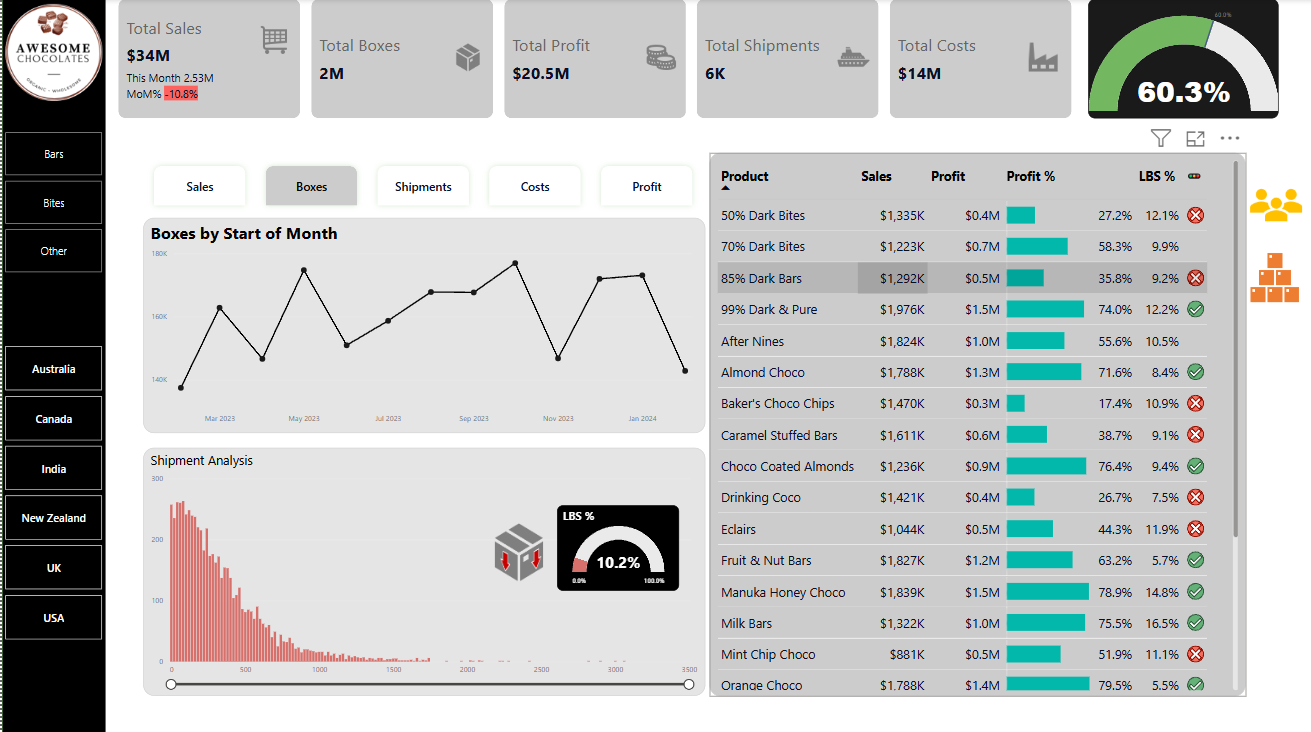 AWESOME
CHOCOLATES
ORGANIC • WHOLESOME
Bars
Bites
Other
Australia
Canada
India
New Zealand
UK
USA
Total Sales
$34M
This Month 2.53M
MoM% -10.8%
Total Boxes
2M
Total Profit
$20.5M
Total Shipments
6K
Total Costs
$14M
60.0%
60.3%
Sales
Boxes
Shipments
Costs
Profit
Boxes by Start of Month
180K
160K
140K
Mar 2023 May 2023 Jul 2023 Sep 2023 Nov 2023 Jan 2024
Shipment Analysis
300
200
100
0
0 500 1000 1500 2000 2500 3000 3500
LBS %
10.2%
0.0% 100.0%
Product Sales Profit Profit % LBS %
50% Dark Bites $1,335K $0.4M 27.2% 12.1%
70% Dark Bites $1,223K $0.7M 58.3% 9.9%
85% Dark Bars $1,292K $0.5M 35.8% 9.2%
99% Dark & Pure $1,976K $1.5M 74.0% 12.2%
After Nines $1,824K $1.0M 55.6% 10.5%
Almond Choco $1,788K $1.3M 71.6% 8.4%
Baker's Choco Chips $1,470K $0.3M 17.4% 10.9%
Caramel Stuffed Bars $1,611K $0.6M 38.7% 9.1%
Choco Coated Almonds $1,236K $0.9M 76.4% 9.4%
Drinking Coco $1,421K $0.4M 26.7% 7.5%
Eclairs $1,044K $0.5M 44.3% 11.9%
Fruit & Nut Bars $1,827K $1.2M 63.2% 5.7%
Manuka Honey Choco $1,839K $1.5M 78.9% 14.8%
Milk Bars $1,322K $1.0M 75.5% 16.5%
Mint Chip Choco $881K $0.5M 51.9% 11.1%
Orange Choco $1,788K $1.4M 79.5% 5.5%